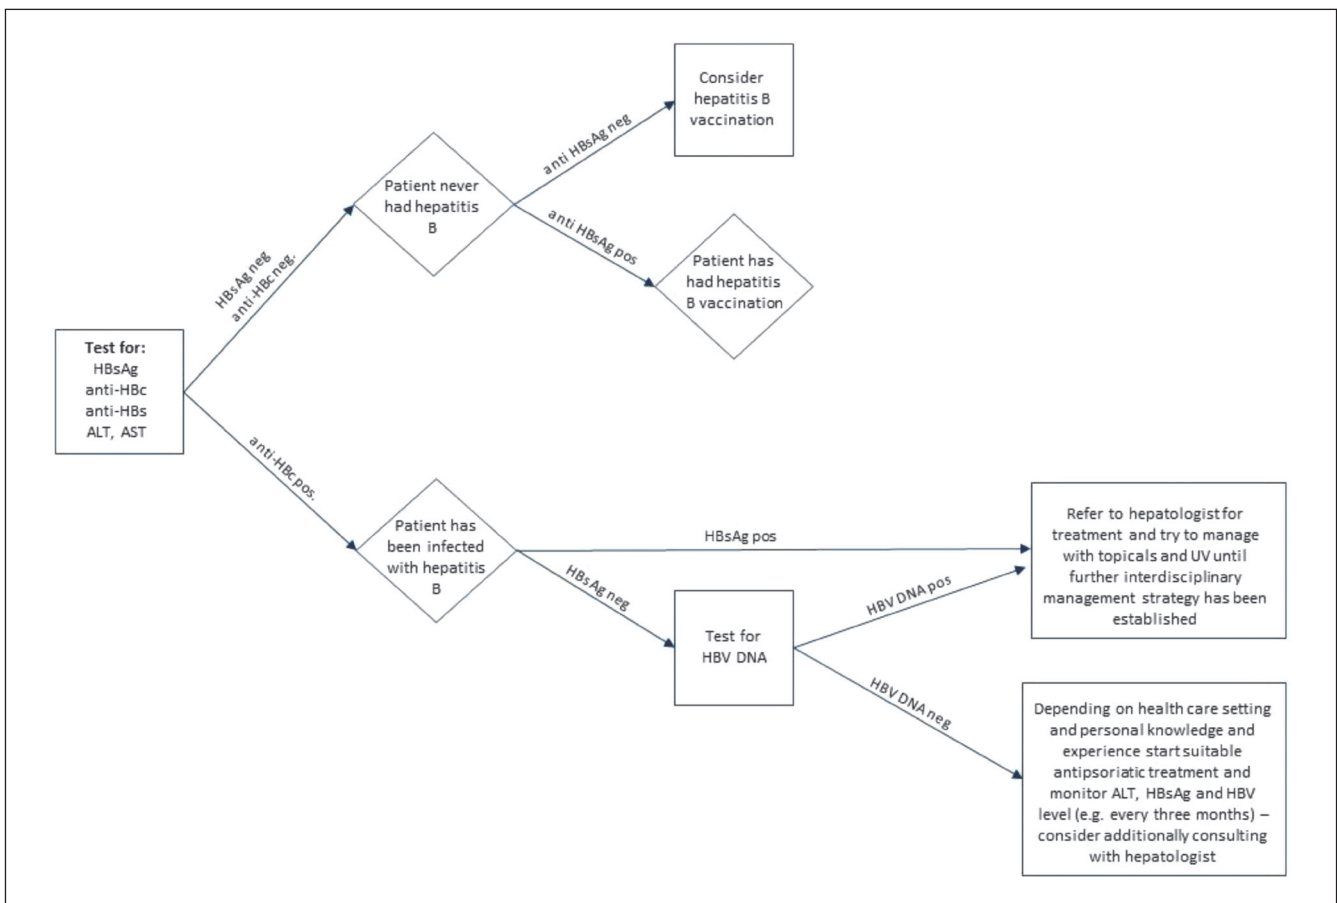 Test for:
HBsAg
anti-HBc
anti-HBs
ALT, AST
HBsAg neg
anti-HBc neg.
Patient never
had hepatitis
B
anti HBsAg neg
Consider
hepatitis B
vaccination
anti HBsAg pos
Patient has
had hepatitis
B vaccination
anti-HBc pos.
Patient has
been infected
with hepatitis
B
HBsAg pos
HBsAg neg
Test for
HBV DNA
HBV DNA pos
Refer to hepatologist for
treatment and try to manage
with topicals and UV until
further interdisciplinary
management strategy has been
established
HBV DNA neg
Depending on health care setting
and personal knowledge and
experience start suitable
antipsoriatic treatment and
monitor ALT, HBsAg and HBV
level (e.g. every three months) –
consider additionally consulting
with hepatologist